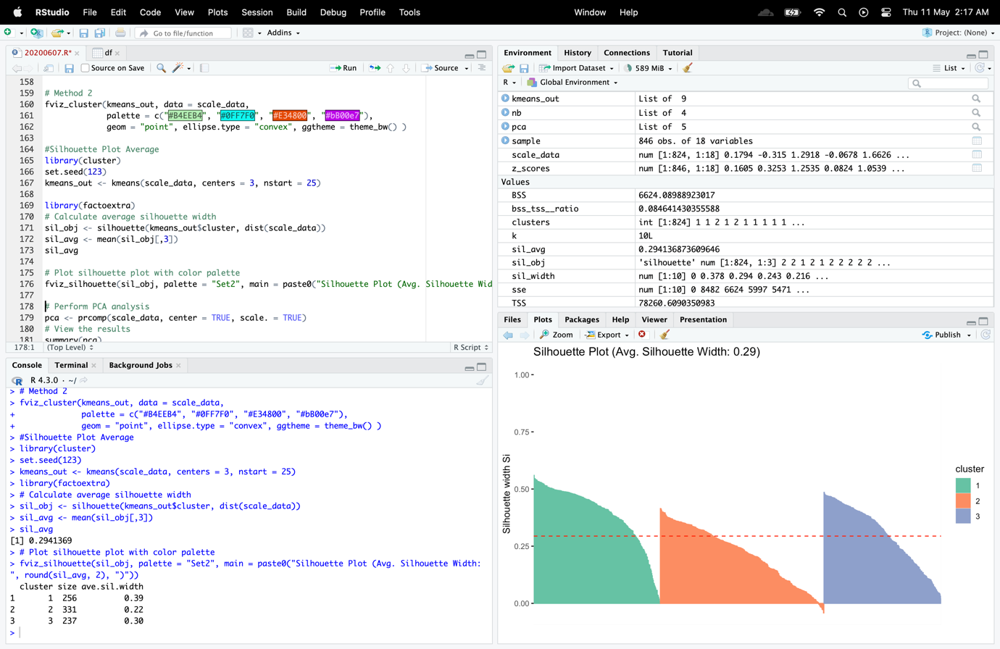 RStudio File Edit Code View Plots Session Build Debug Profile Tools Window Help Thu 11 May 2:17 AM
Go to file/function Addins Project: (None)
20200607.R* df
Source on Save Run Source
158
159 # Method 2
160 fviz_cluster(kmeans_out, data = scale_data,
161 palette = c("#B4EEB4", "#0FF7F0", "#E34800", "#bB00e7"),
162 geom = "point", ellipse.type = "convex", ggtheme = theme_bw() )
163
164 #Silhouette Plot Average
165 library(cluster)
166 set.seed(123)
167 kmeans_out <- kmeans(scale_data, centers = 3, nstart = 25)
168
169 library(factoextra)
170 # Calculate average silhouette width
171 sil_obj <- silhouette(kmeans_out$cluster, dist(scale_data))
172 sil_avg <- mean(sil_obj[,3])
173 sil_avg
174
175 # Plot silhouette plot with color palette
176 fviz_silhouette(sil_obj, palette = "Set2", main = paste0("Silhouette Plot (Avg. Silhouette Wid
177
178 # Perform PCA analysis
179 pca <- prcomp(scale_data, center = TRUE, scale. = TRUE)
180 # View the results
181 summary(pca)
178:1 (Top Level) R Script
Console Terminal Background Jobs
R 4.3.0 · ~/
> # Method 2
> fviz_cluster(kmeans_out, data = scale_data,
+ palette = c("#B4EEB4", "#0FF7F0", "#E34800", "#bB00e7"),
+ geom = "point", ellipse.type = "convex", ggtheme = theme_bw() )
> #Silhouette Plot Average
> library(cluster)
> set.seed(123)
> kmeans_out <- kmeans(scale_data, centers = 3, nstart = 25)
> library(factoextra)
> # Calculate average silhouette width
> sil_obj <- silhouette(kmeans_out$cluster, dist(scale_data))
> sil_avg <- mean(sil_obj[,3])
> sil_avg
[1] 0.2941369
> # Plot silhouette plot with color palette
> fviz_silhouette(sil_obj, palette = "Set2", main = paste0("Silhouette Plot (Avg. Silhouette Width:
", round(sil_avg, 2), ")"))
cluster size ave.sil.width
1 1 256 0.39
2 2 331 0.22
3 3 237 0.30
>
Environment History Connections Tutorial
Import Dataset 589 MiB List
R Global Environment
kmeans_out List of 9
nb List of 4
pca List of 5
sample 846 obs. of 18 variables
scale_data num [1:824, 1:18] 0.1794 -0.315 1.2918 -0.0678 1.6626 ...
z_scores num [1:846, 1:18] 0.1605 0.3253 1.2535 0.0824 1.0539 ...
Values
BSS 6624.08988923017
bss_tss__ratio 0.084641430355588
clusters int [1:824] 1 1 2 1 2 1 1 1 1 1 ...
k 10L
sil_avg 0.294136873609646
sil_obj 'silhouette' num [1:824, 1:3] 2 2 1 2 1 2 2 2 2 2 ...
sil_width num [1:10] 0 0.378 0.294 0.243 0.216 ...
sse num [1:10] 0 8482 6624 5997 5471 ...
TSS 78260.6090350983
Files Plots Packages Help Viewer Presentation
Zoom Export Publish
Silhouette Plot (Avg. Silhouette Width: 0.29)
1.00
0.75
0.50
0.25
0.00
Silhouette width Si
cluster
1
2
3